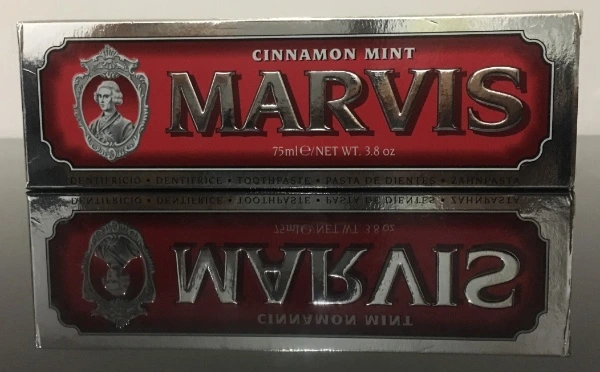 CINNAMON MINT
MARVIS
75ml ℮/NET WT. 3.8 oz
DENTIFRICIO • DENTIFRICE • TOOTHPASTE • PASTA DE DIENTES • ZAHNPASTA